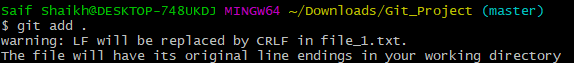 Saif Shaikh@DESKTOP-748UKDJ MINGW64 ~/Downloads/Git_Project (master)
$ git add .
warning: LF will be replaced by CRLF in file_1.txt.
The file will have its original line endings in your working directory